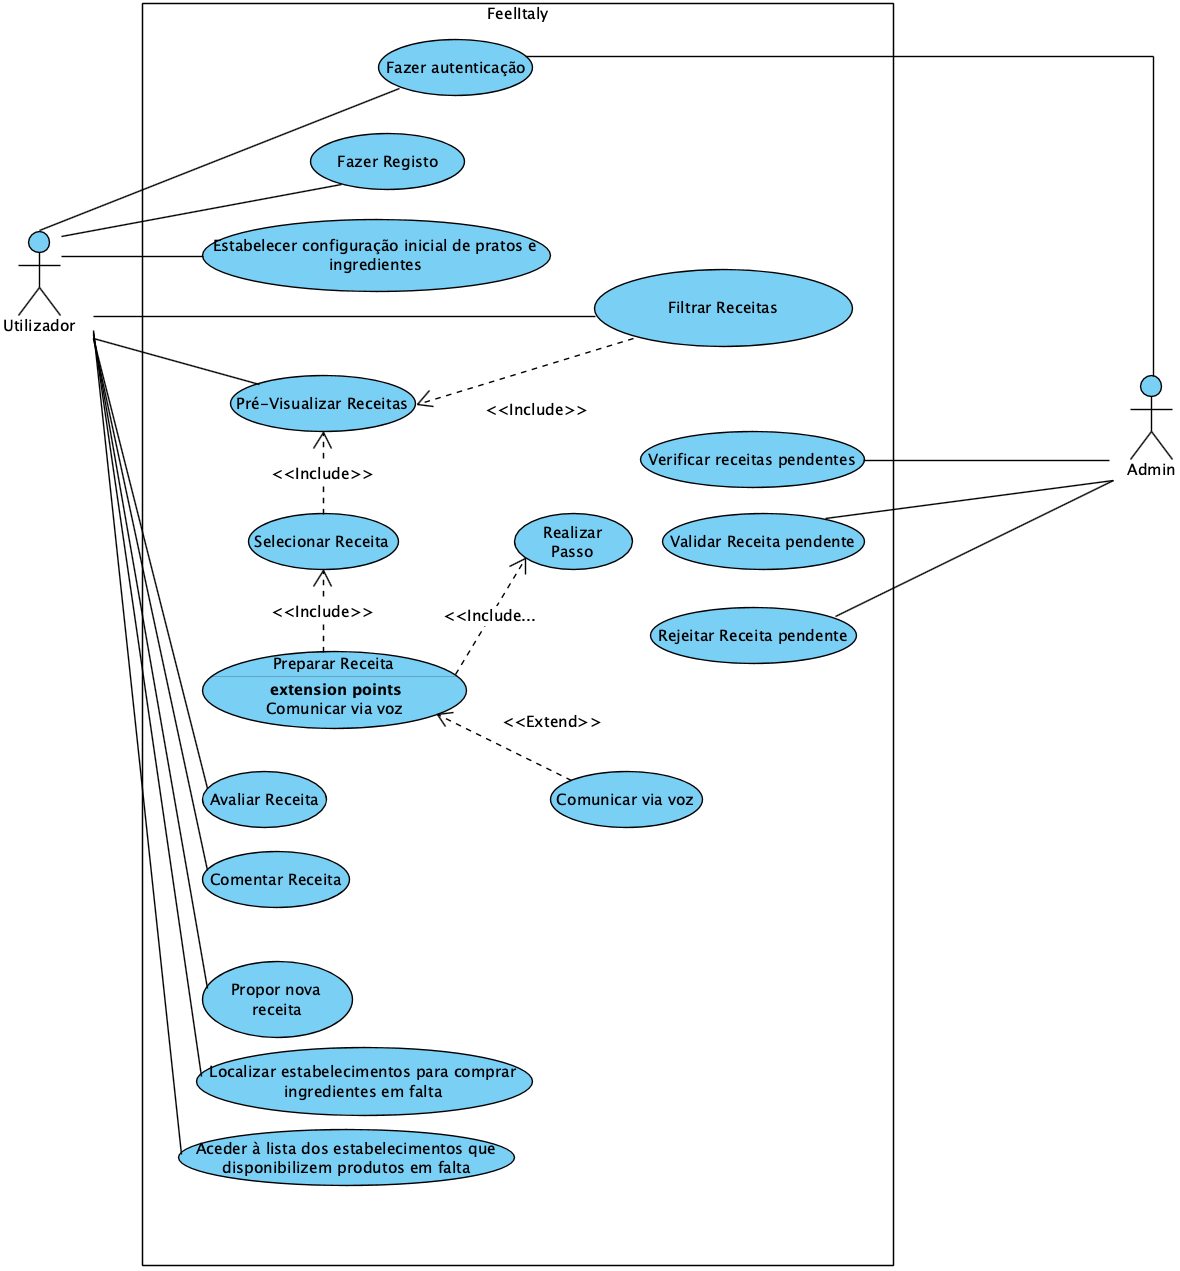 FeelItaly
Fazer autenticação
Fazer Registo
Estabelecer configuração inicial de pratos e
ingredientes
Filtrar Receitas
Utilizador
Pré-Visualizar Receitas
<<Include>>
Verificar receitas pendentes
Admin
<<Include>>
Selecionar Receita
Realizar
Passo
Validar Receita pendente
<<Include>>
<<Include...
Rejeitar Receita pendente
Preparar Receita
extension points
Comunicar via voz
<<Extend>>
Avaliar Receita
Comunicar via voz
Comentar Receita
Propor nova
receita
Localizar estabelecimentos para comprar
ingredientes em falta
Aceder à lista dos estabelecimentos que
disponibilizem produtos em falta